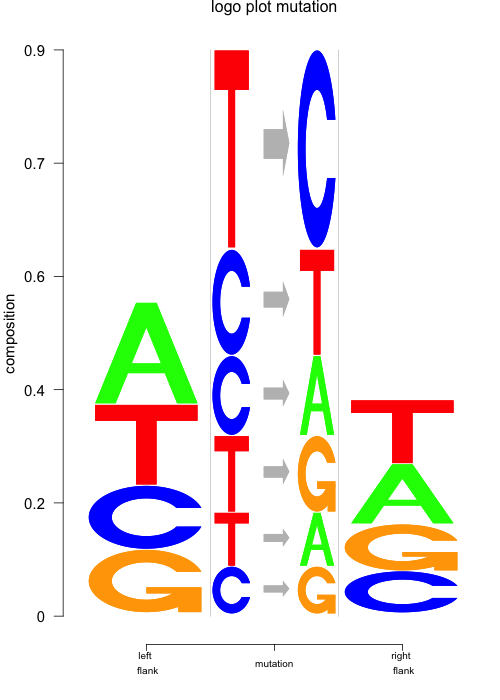 logo plot mutation
0.9
0.7
0.6
0.4
0.2
0
composition
A
T
C
G
T C
C T
C A
T G
T A
C G
T
A
G
C
left
flank
mutation
right
flank